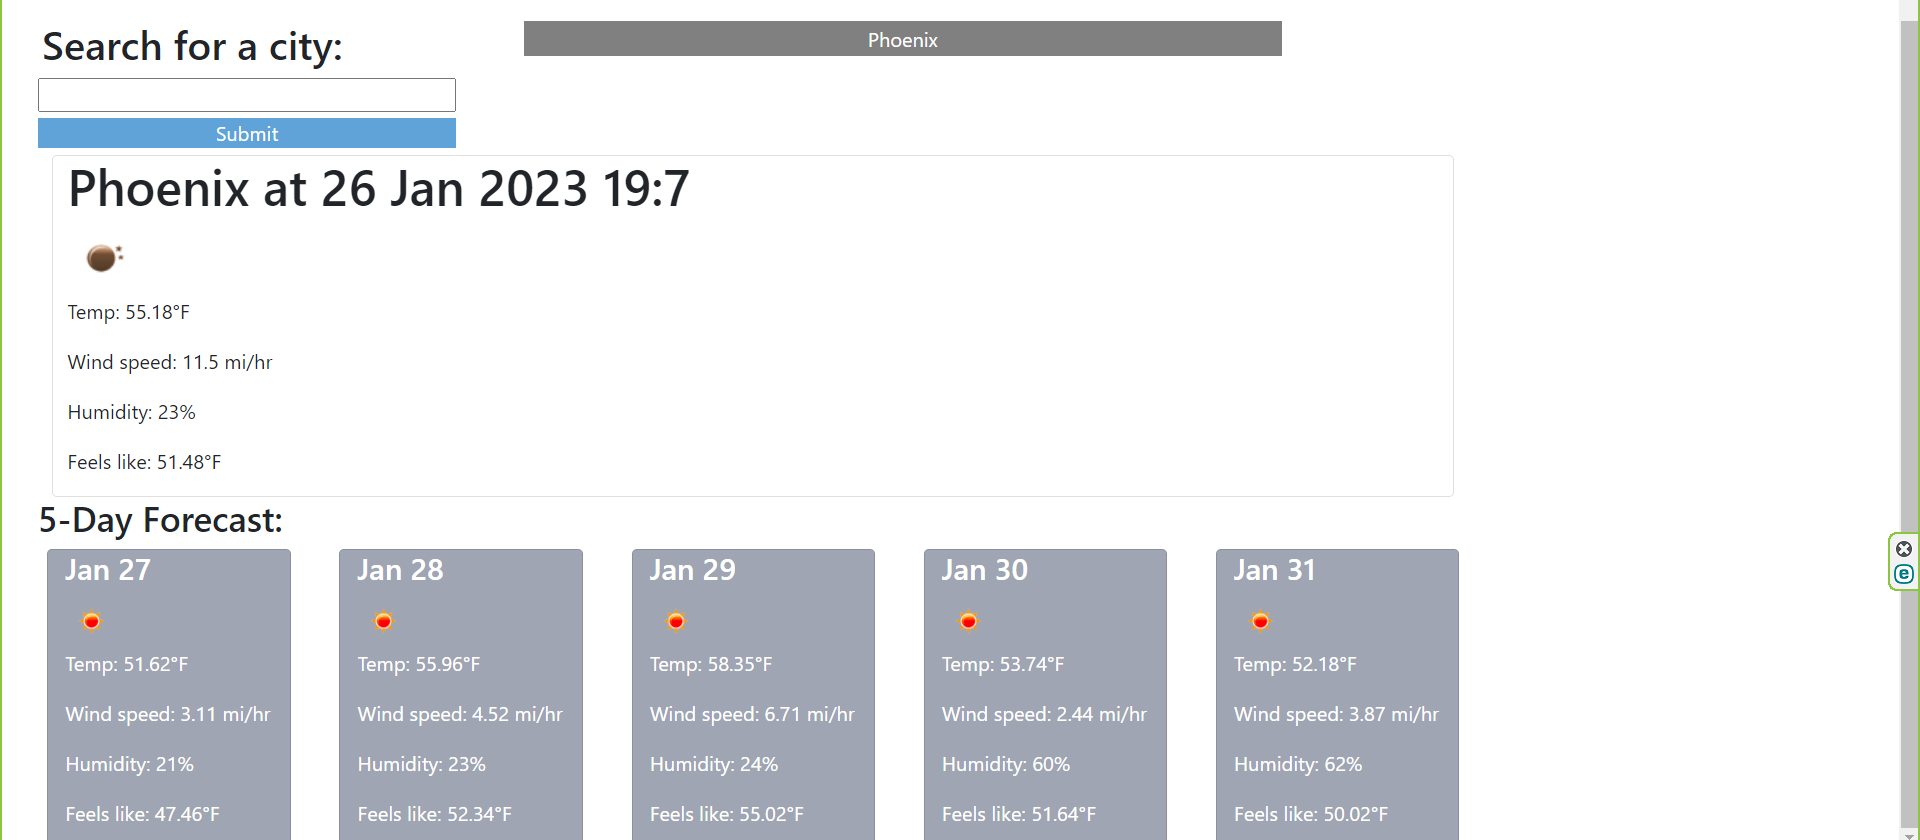 Search for a city:
Phoenix
Submit
Phoenix at 26 Jan 2023 19:7
Temp: 55.18°F
Wind speed: 11.5 mi/hr
Humidity: 23%
Feels like: 51.48°F
5-Day Forecast:
Jan 27
Temp: 51.62°F
Wind speed: 3.11 mi/hr
Humidity: 21%
Feels like: 47.46°F
Jan 28
Temp: 55.96°F
Wind speed: 4.52 mi/hr
Humidity: 23%
Feels like: 52.34°F
Jan 29
Temp: 58.35°F
Wind speed: 6.71 mi/hr
Humidity: 24%
Feels like: 55.02°F
Jan 30
Temp: 53.74°F
Wind speed: 2.44 mi/hr
Humidity: 60%
Feels like: 51.64°F
Jan 31
Temp: 52.18°F
Wind speed: 3.87 mi/hr
Humidity: 62%
Feels like: 50.02°F
e